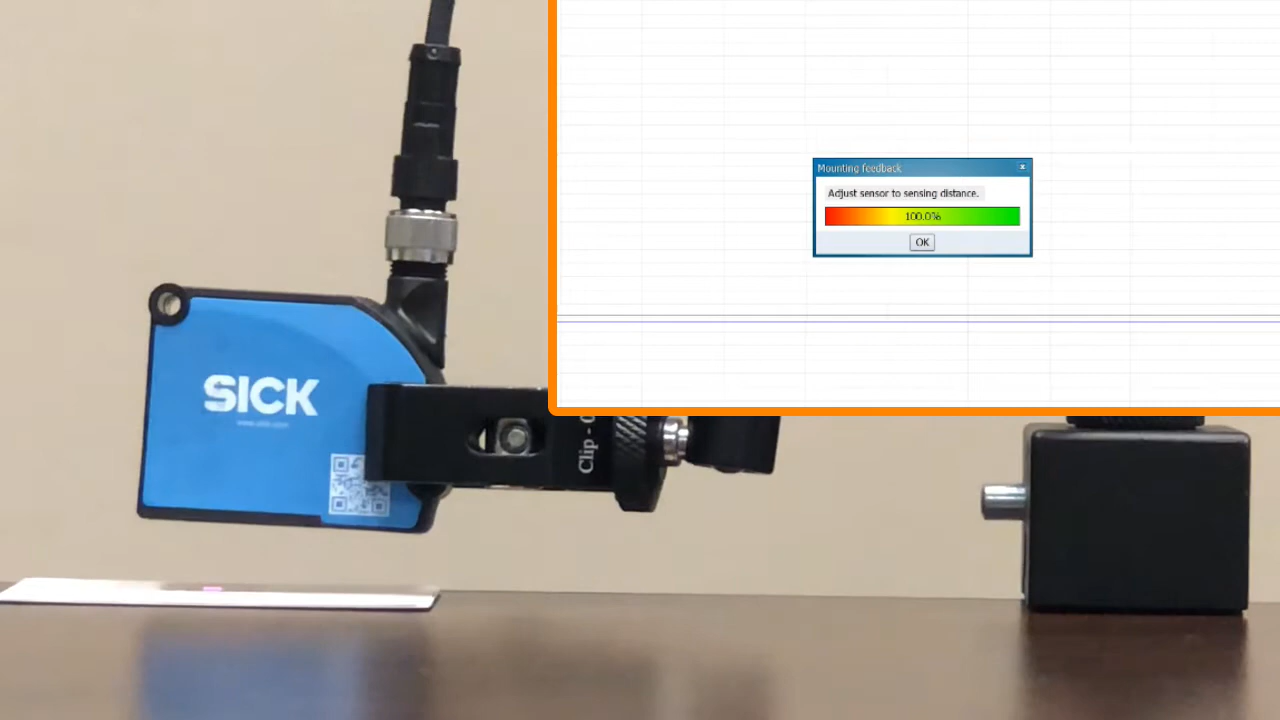 Mounting feedback
Adjust sensor to sensing distance.
100.0%
OK
SICK
Clip -